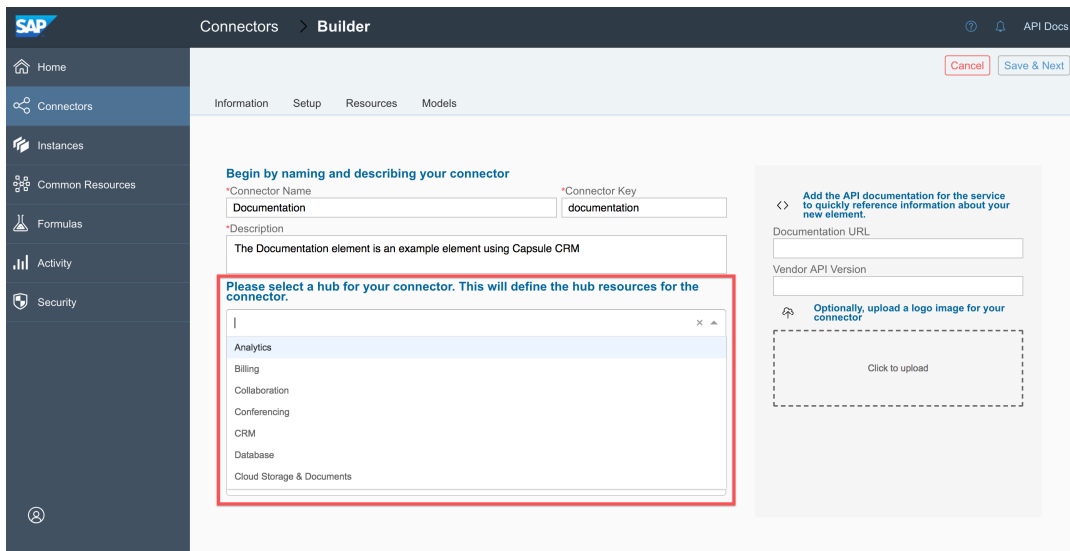 SAP
Connectors > Builder
API Docs
Home
Connectors
Instances
Common Resources
Formulas
Activity
Security
Cancel
Save & Next
Information
Setup
Resources
Models
Begin by naming and describing your connector
*Connector Name
*Connector Key
Documentation
documentation
*Description
The Documentation element is an example element using Capsule CRM
Please select a hub for your connector. This will define the hub resources for the
connector.
Analytics
Billing
Collaboration
Conferencing
CRM
Database
Cloud Storage & Documents
Add the API documentation for the service
to quickly reference information about your
new element.
Documentation URL
Vendor API Version
Optionally, upload a logo image for your
connector
Click to upload